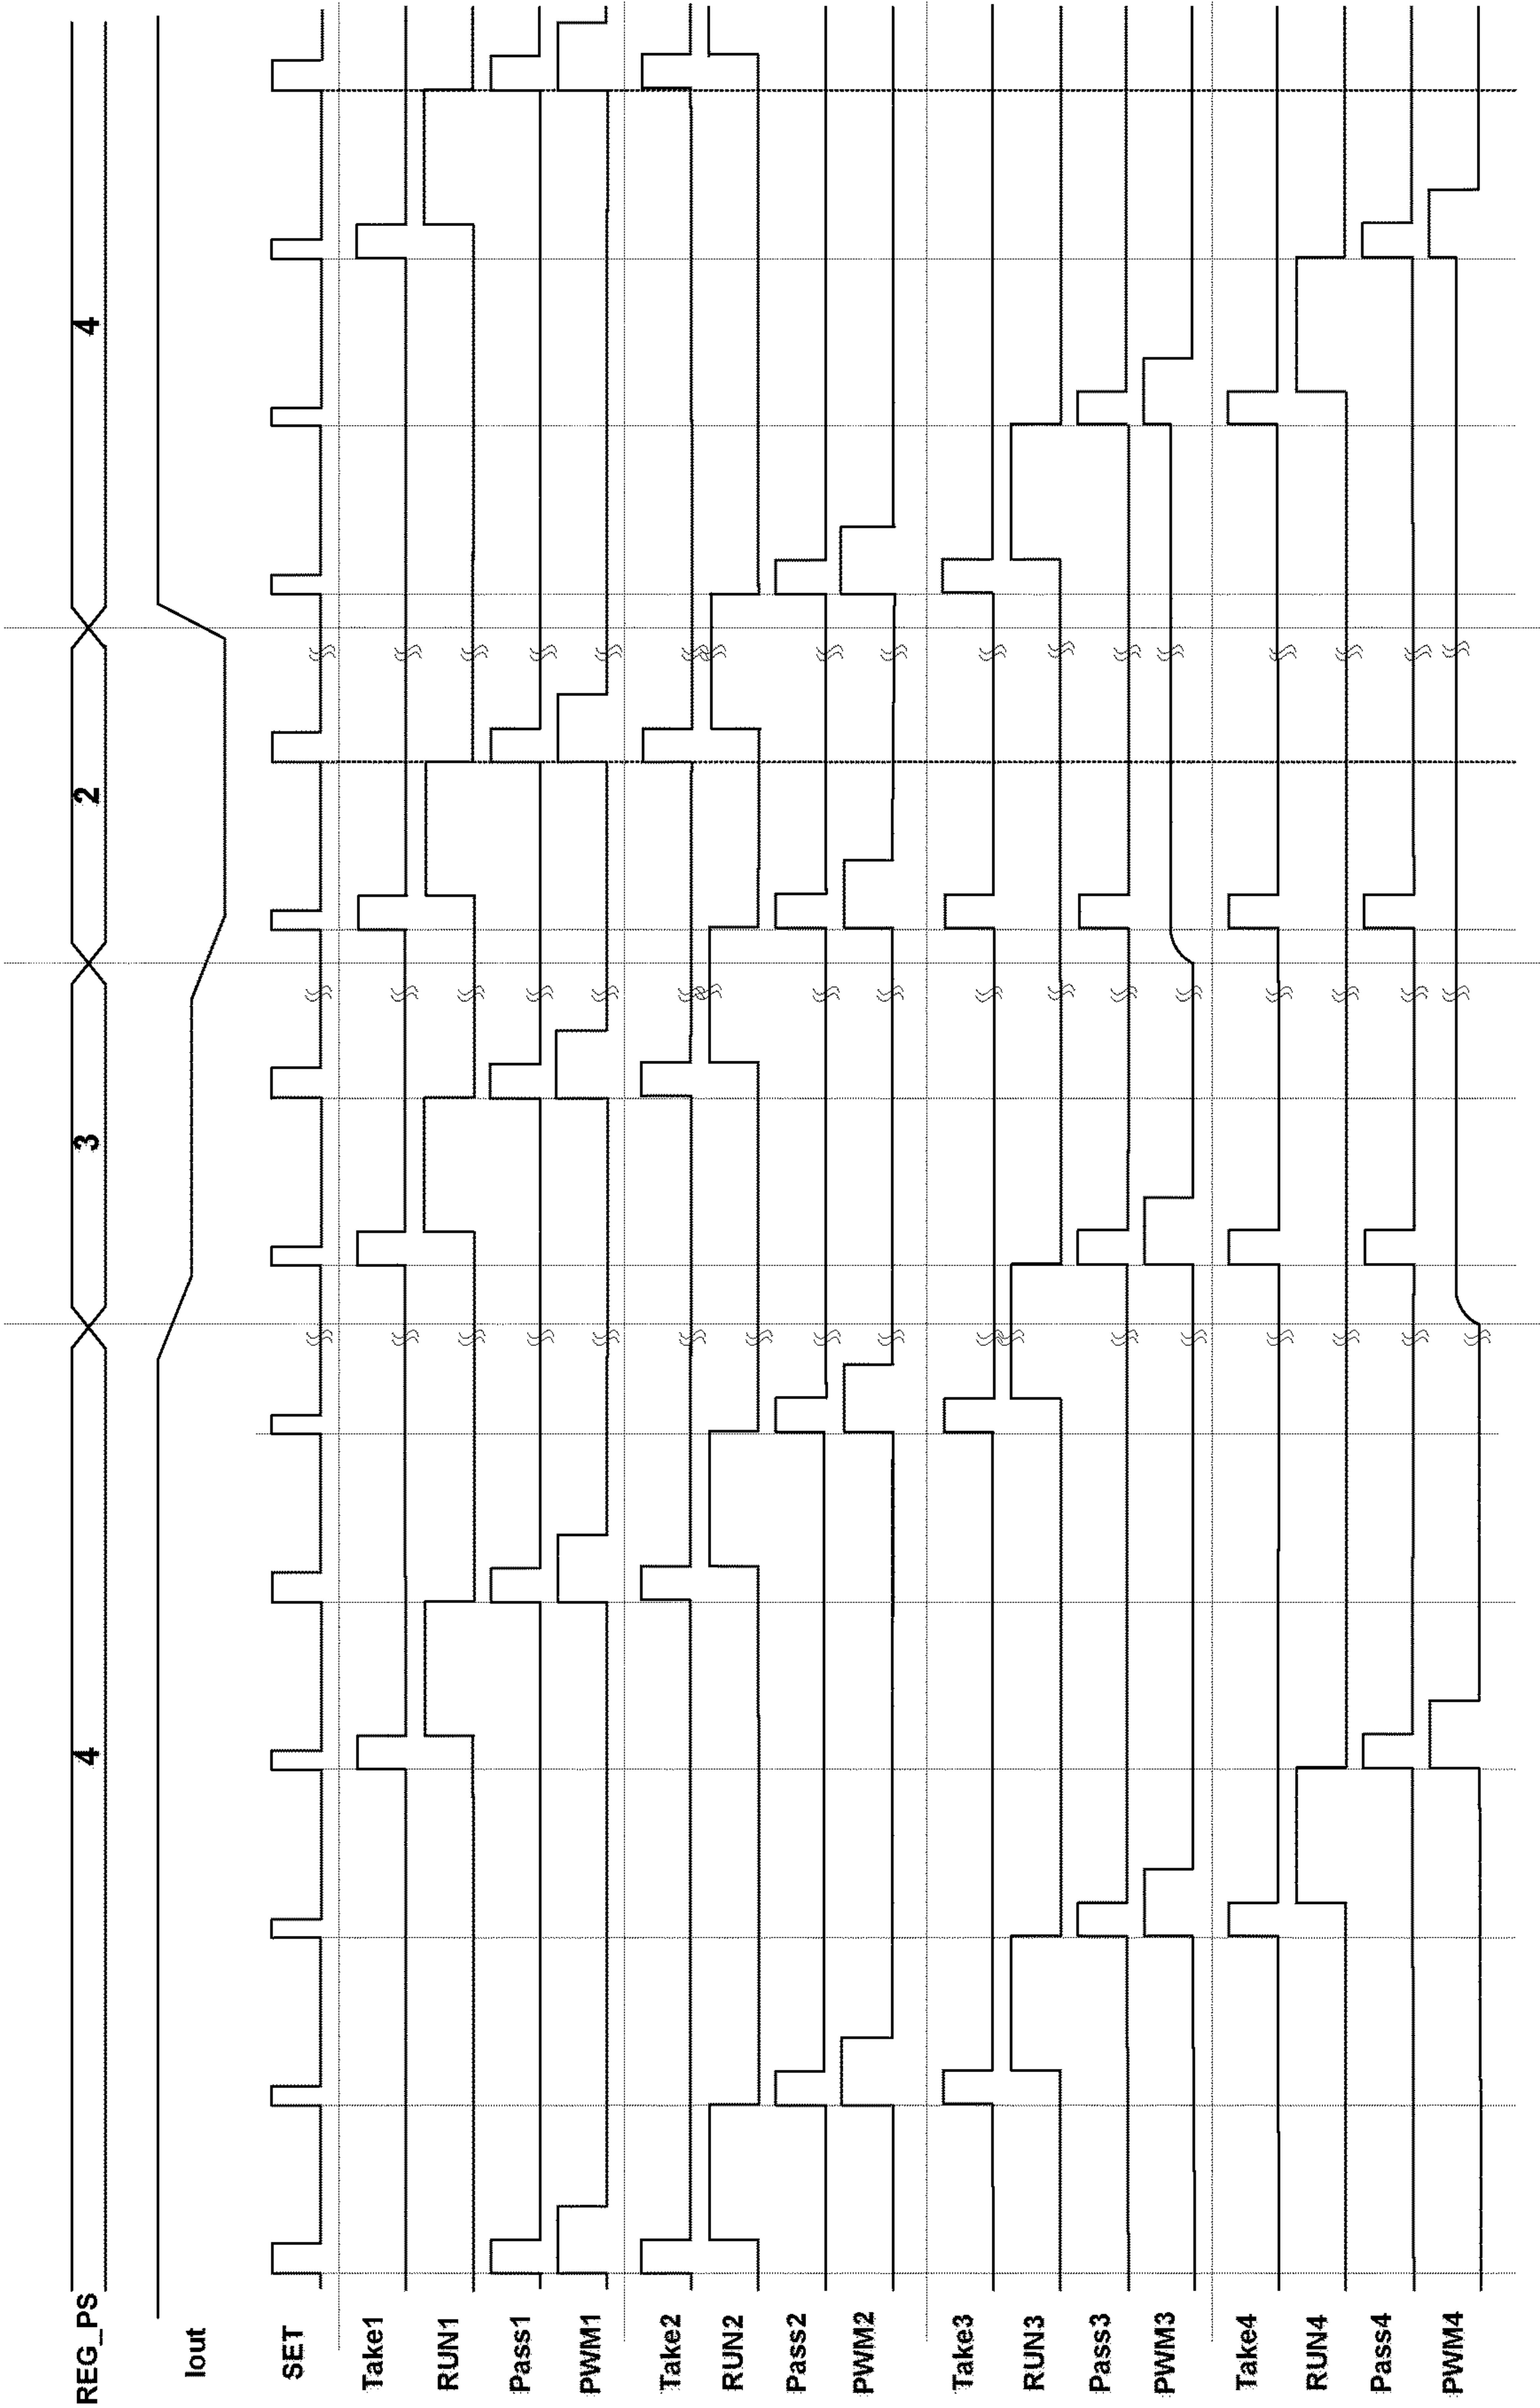 REG_PS 4 3 2 4
Iout
SET
Take1
RUN1
Pass1
PWM1
Take2
RUN2
Pass2
PWM2
Take3
RUN3
Pass3
PWM3
Take4
RUN4
Pass4
PWM4